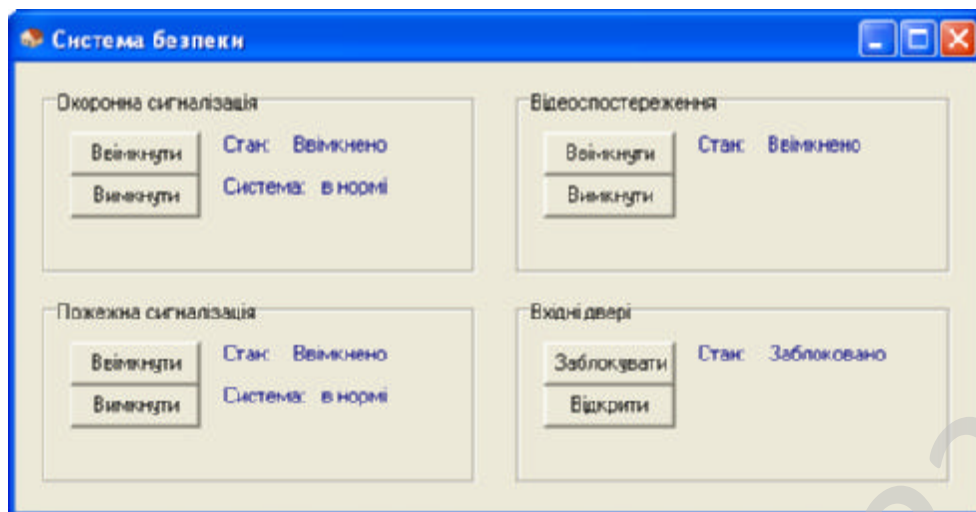 Система безпеки
Охоронна сигналізація
Ввімкнути
Стан: Ввімкнено
Вимкнути
Система: в нормі
Відеоспостереження
Ввімкнути
Стан: Ввімкнено
Вимкнути
Пожежна сигналізація
Ввімкнути
Стан: Ввімкнено
Вимкнути
Система: в нормі
Вхідні двері
Заблокувати
Стан: Заблоковано
Відкрити